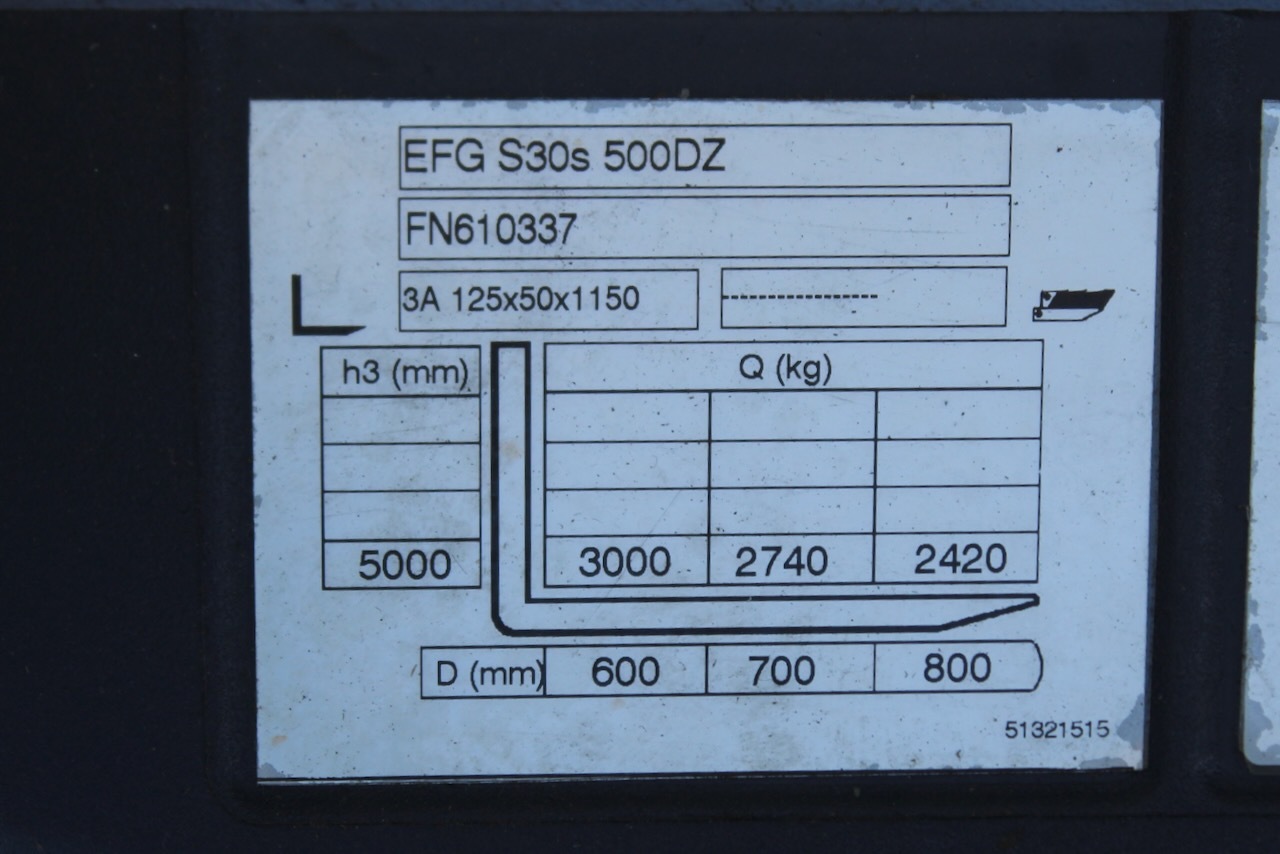 EFG S30s 500DZ
FN610337
3A 125x50x1150
h3 (mm) Q (kg)
5000 3000 2740 2420
D (mm) 600 700 800
51321515